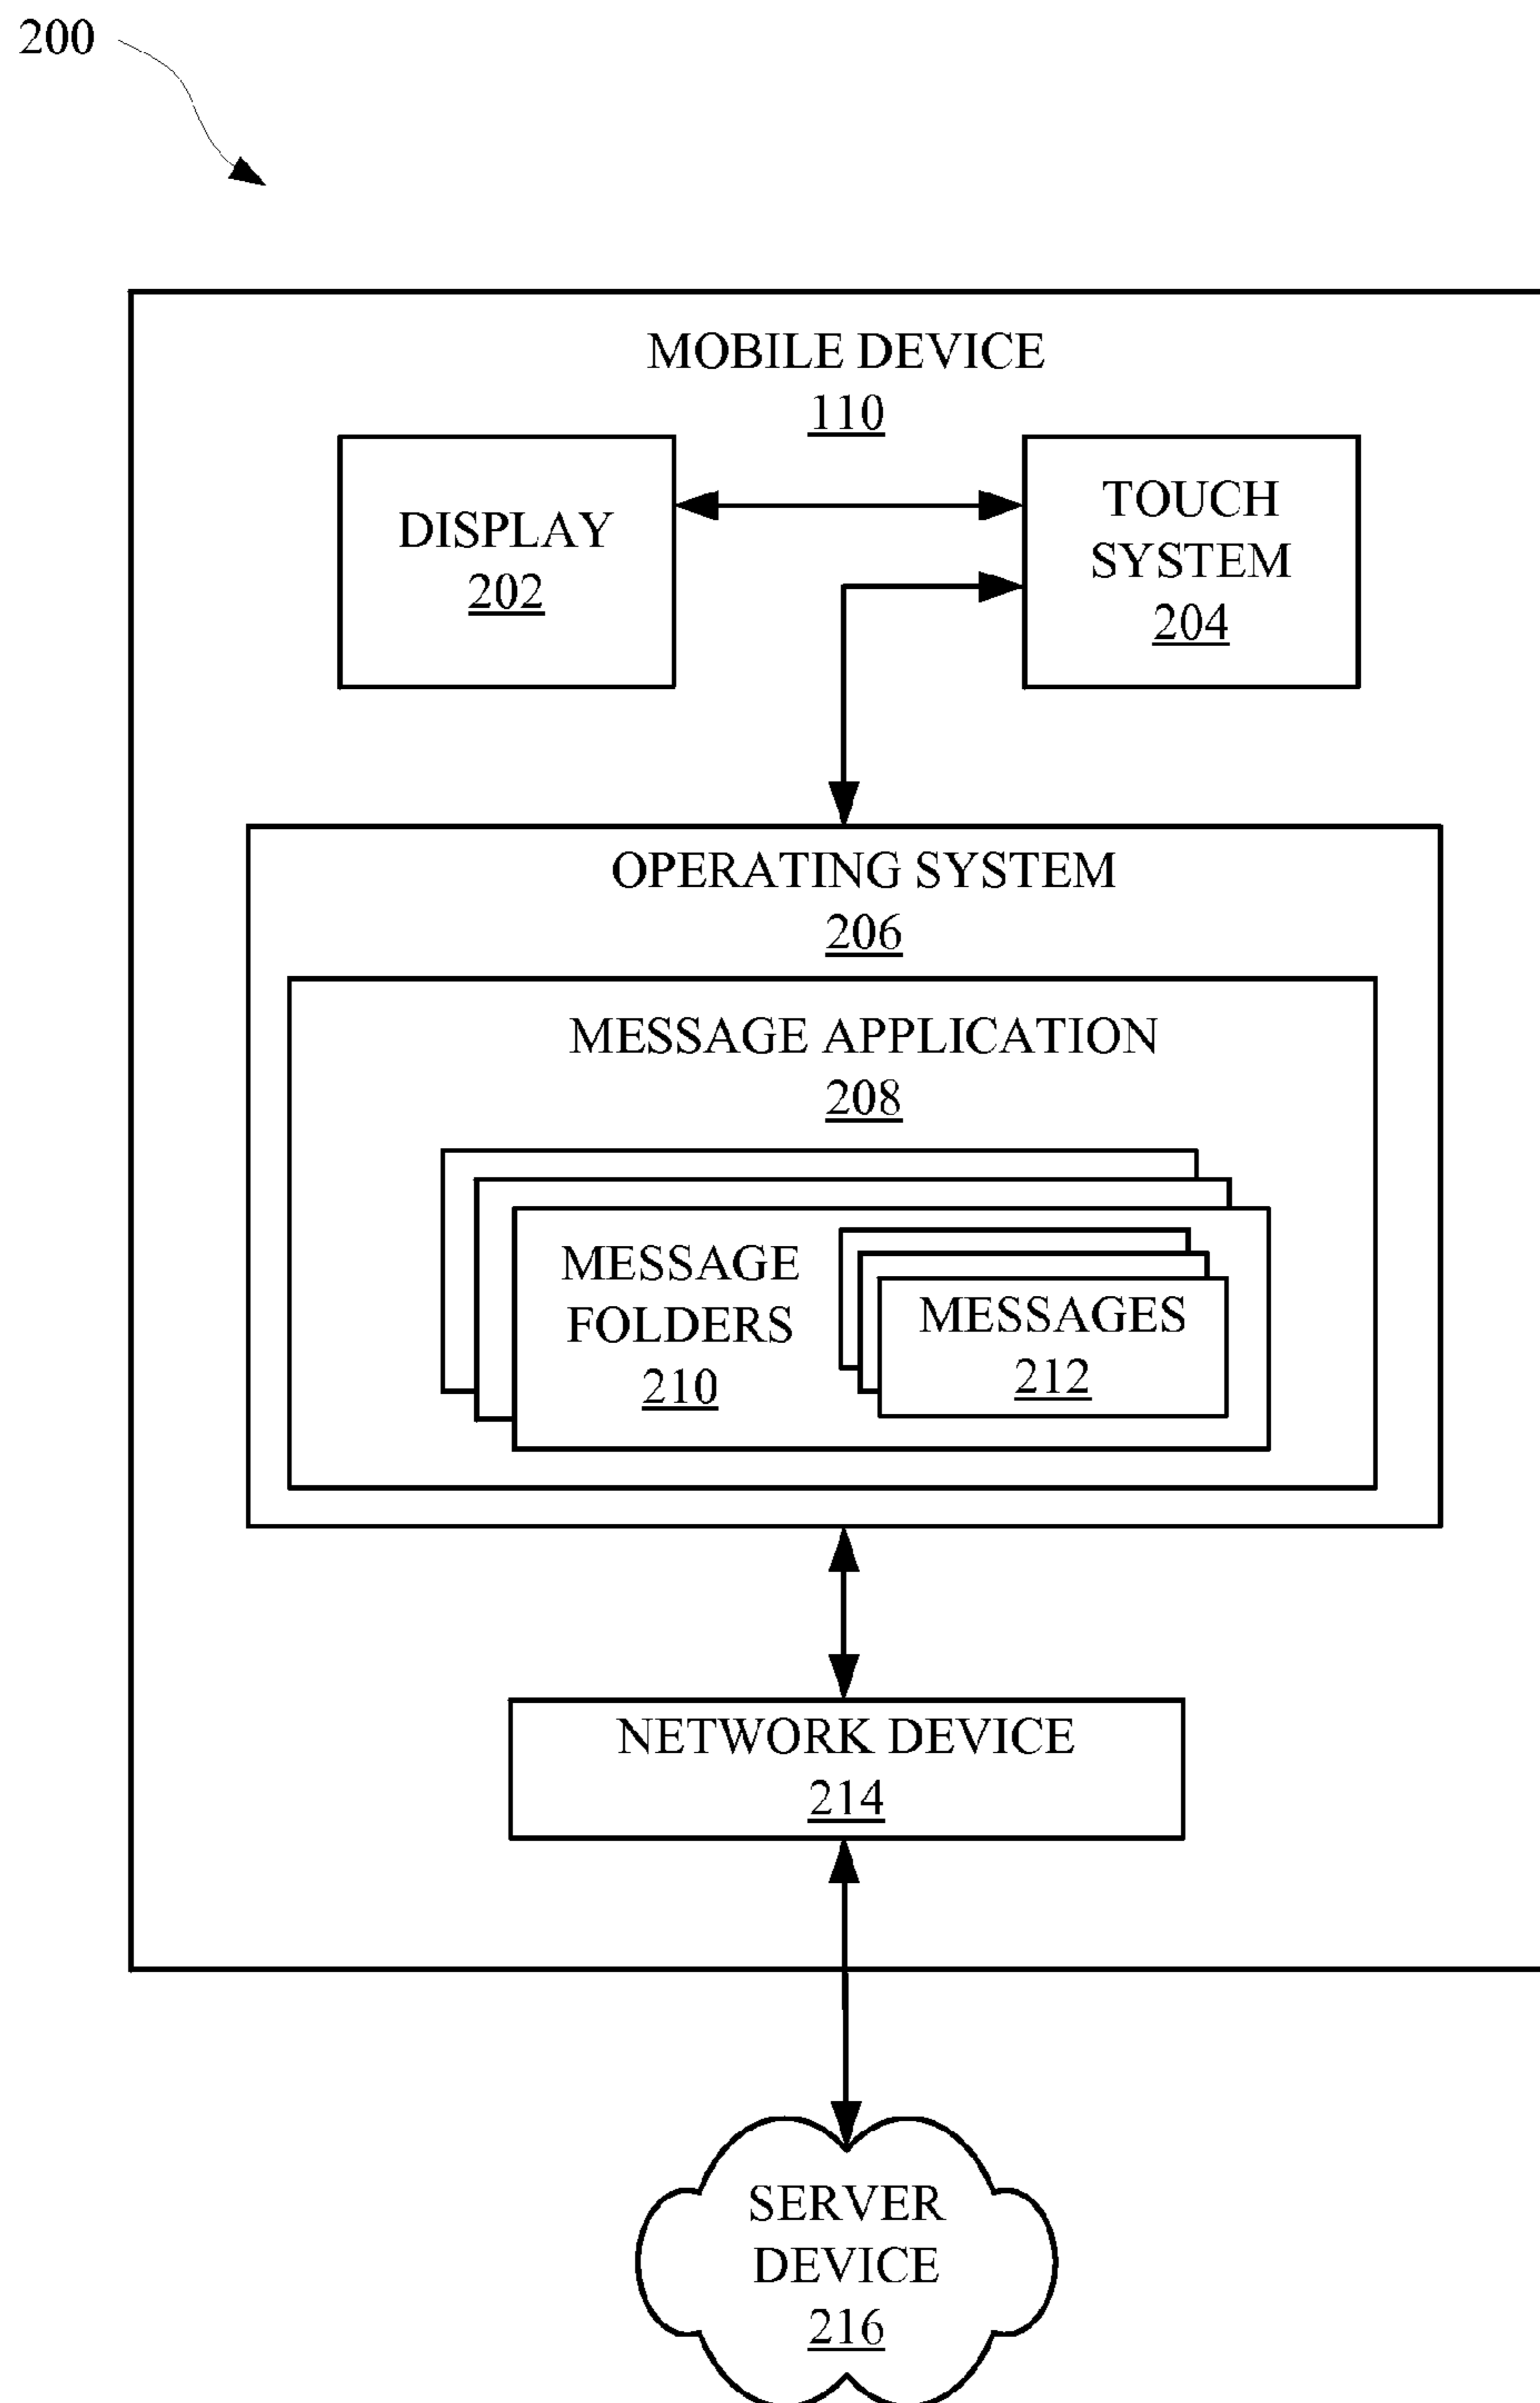 200
MOBILE DEVICE
110
DISPLAY
202
TOUCH
SYSTEM
204
OPERATING SYSTEM
206
MESSAGE APPLICATION
208
MESSAGE
FOLDERS
210
MESSAGES
212
NETWORK DEVICE
214
SERVER
DEVICE
216